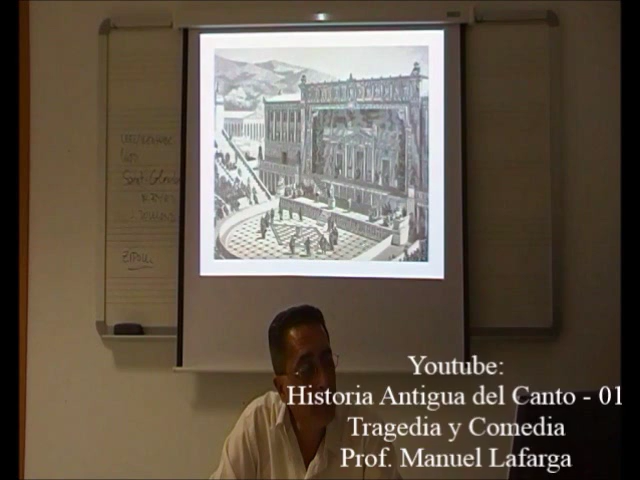 Youtube:
Historia Antigua del Canto - 01
Tragedia y Comedia
Prof. Manuel Lafarga